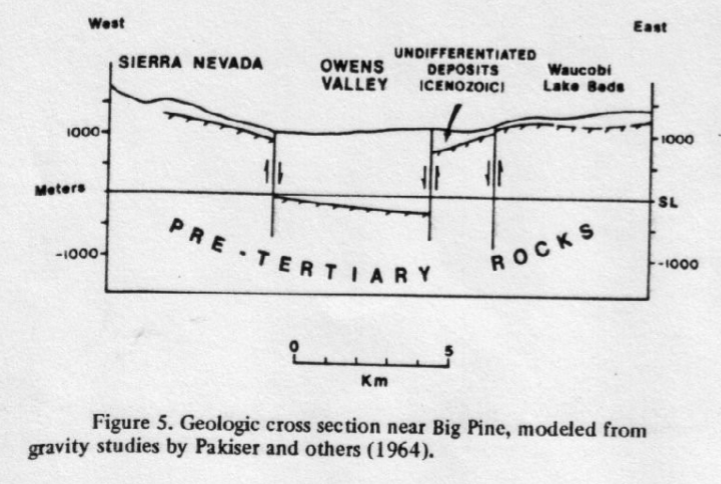 West
East
SIERRA NEVADA
OWENS
VALLEY
UNDIFFERENTIATED
DEPOSITS
ICENOZOICI
Waucobi
Lake Beds
1000
1000
Meters
SL
-1000
-1000
PRE-TERTIARY ROCKS
0
5
Km
Figure 5. Geologic cross section near Big Pine, modeled from
gravity studies by Pakiser and others (1964).